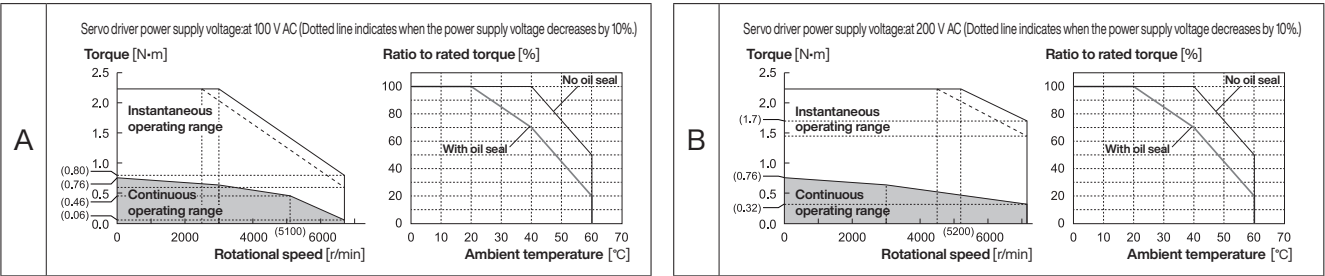 A
Servo driver power supply voltage:at 100 V AC (Dotted line indicates when the power supply voltage decreases by 10%.)
Torque [N•m]
2.5
2.0
1.5
1.0
(0.80)
(0.76)
0.5
(0.46)
(0.06)
0.0
Instantaneous
operating range
Continuous
operating range
0 2000 4000 (5100) 6000
Rotational speed [r/min]
Ratio to rated torque [%]
100
80
60
40
20
0
No oil seal
With oil seal
0 10 20 30 40 50 60 70
Ambient temperature [°C]
B
Servo driver power supply voltage:at 200 V AC (Dotted line indicates when the power supply voltage decreases by 10%.)
Torque [N•m]
2.5
2.0
(1.7)
1.5
1.0
(0.76)
0.5
(0.32)
0.0
Instantaneous
operating range
Continuous
operating range
0 2000 4000 (5200) 6000
Rotational speed [r/min]
Ratio to rated torque [%]
100
80
60
40
20
0
No oil seal
With oil seal
0 10 20 30 40 50 60 70
Ambient temperature [°C]